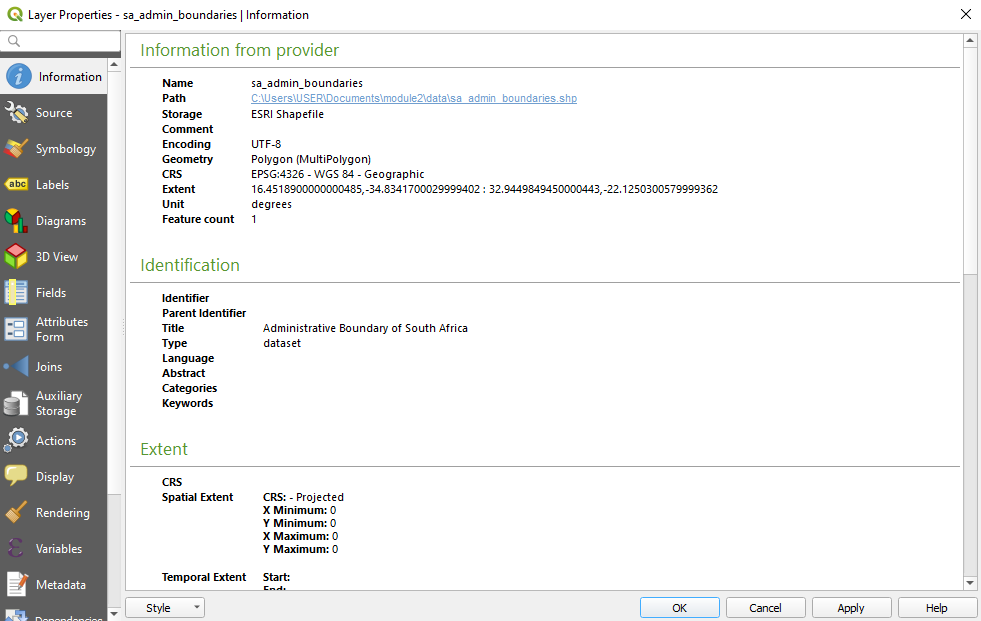 Layer Properties - sa_admin_boundaries | Information
Information
Source
Symbology
abc Labels
Diagrams
3D View
Fields
Attributes
Form
Joins
Auxiliary
Storage
Actions
Display
Rendering
Variables
Metadata
Dependencies
Information from provider
Name sa_admin_boundaries
Path C:\Users\USER\Documents\module2\data\sa_admin_boundaries.shp
Storage ESRI Shapefile
Comment
Encoding UTF-8
Geometry Polygon (MultiPolygon)
CRS EPSG:4326 - WGS 84 - Geographic
Extent 16.4518900000000485,-34.8341700029999402 : 32.9449849450000443,-22.1250300579999362
Unit degrees
Feature count 1
Identification
Identifier
Parent Identifier
Title Administrative Boundary of South Africa
Type dataset
Language
Abstract
Categories
Keywords
Extent
CRS
Spatial Extent CRS: - Projected
X Minimum: 0
Y Minimum: 0
X Maximum: 0
Y Maximum: 0
Temporal Extent Start:
End:
Style
OK
Cancel
Apply
Help